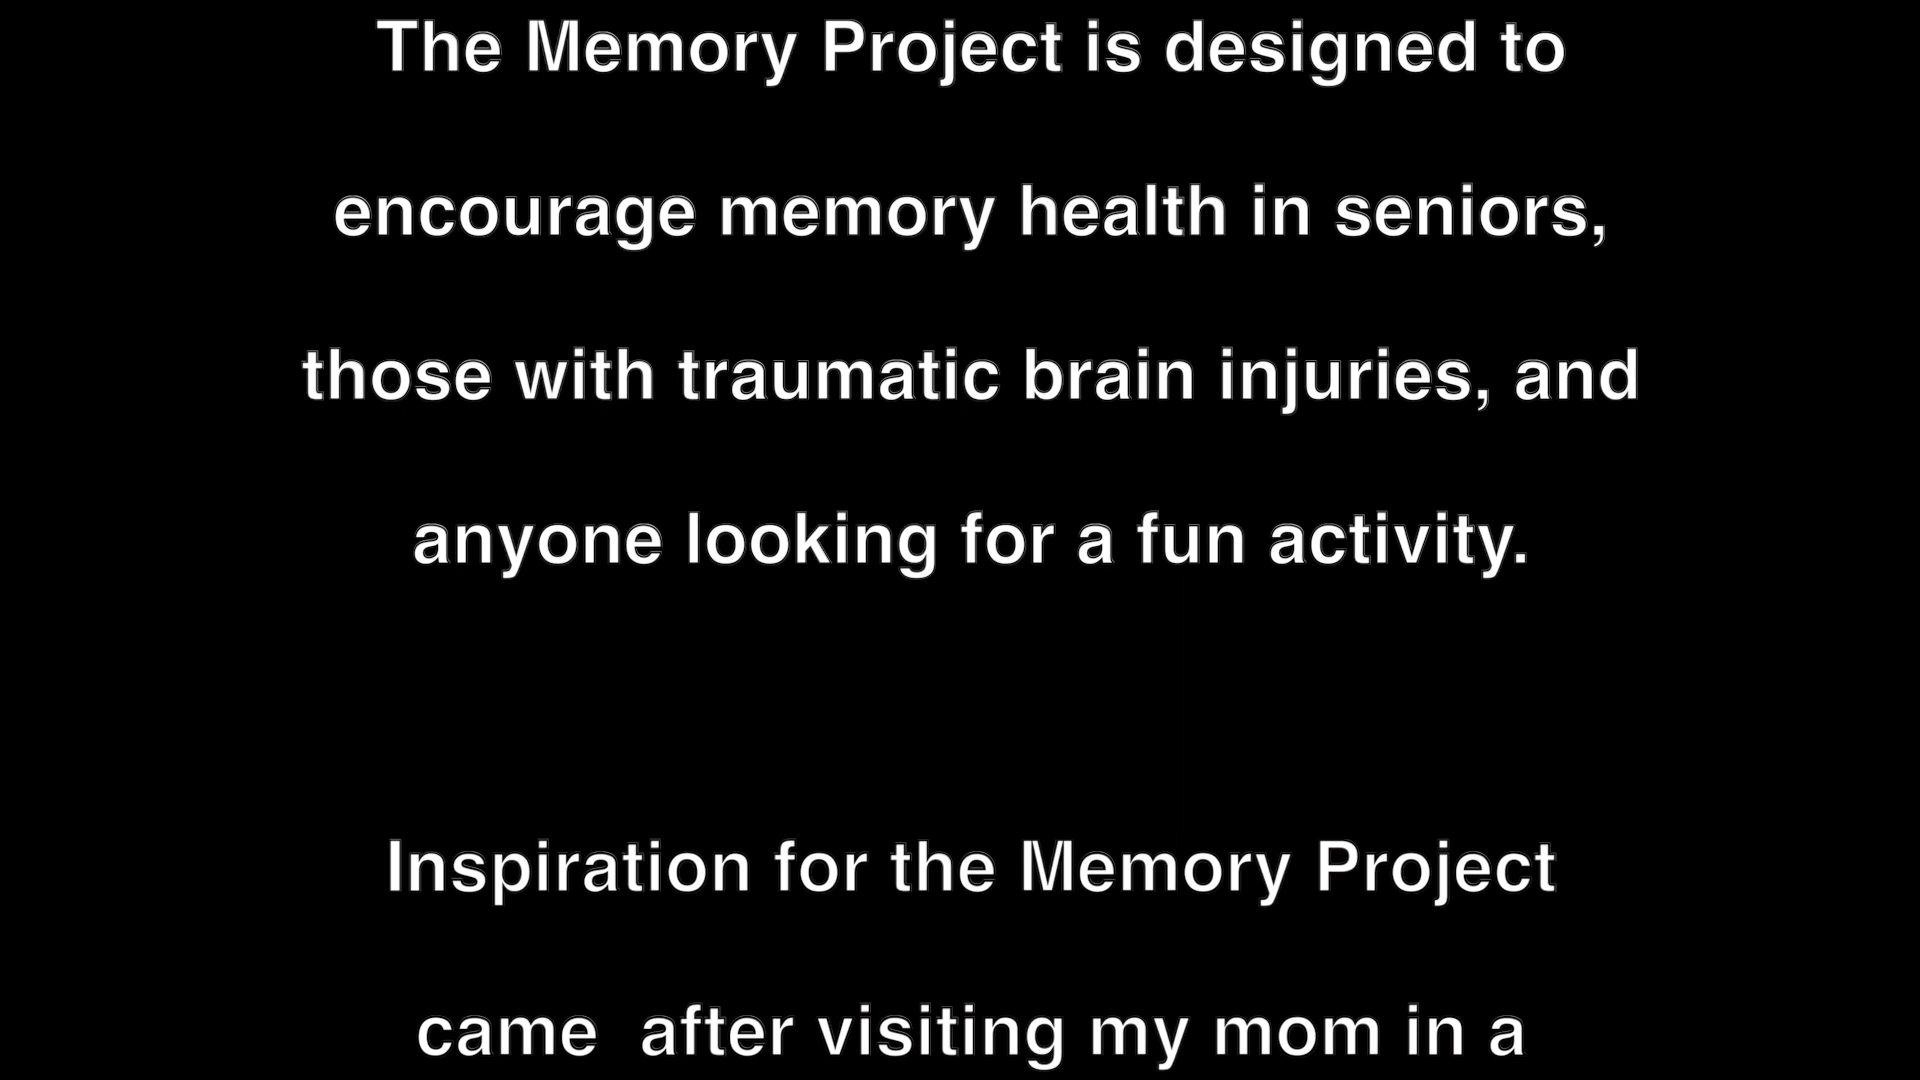 The Memory Project is designed to
encourage memory health in seniors,
those with traumatic brain injuries, and
anyone looking for a fun activity.
Inspiration for the Memory Project
came  after visiting my mom in a